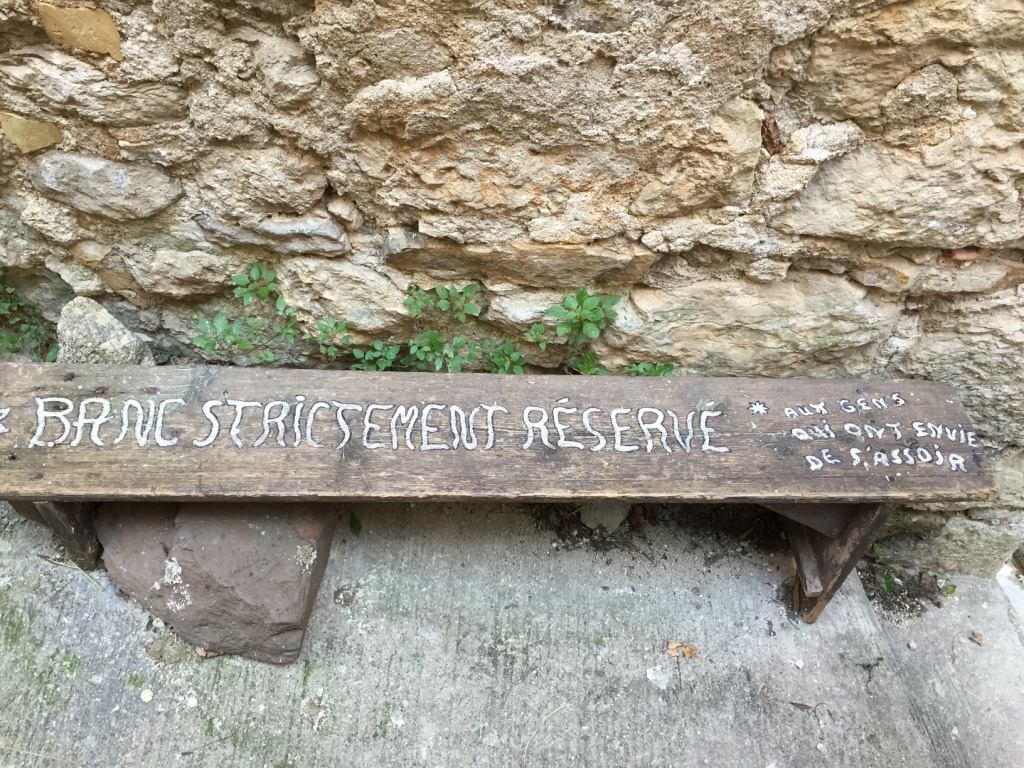 * BANC STRICTEMENT RÉSERVÉ
* AUX GENS
QUI ONT ENVIE
DE S'ASSOIR